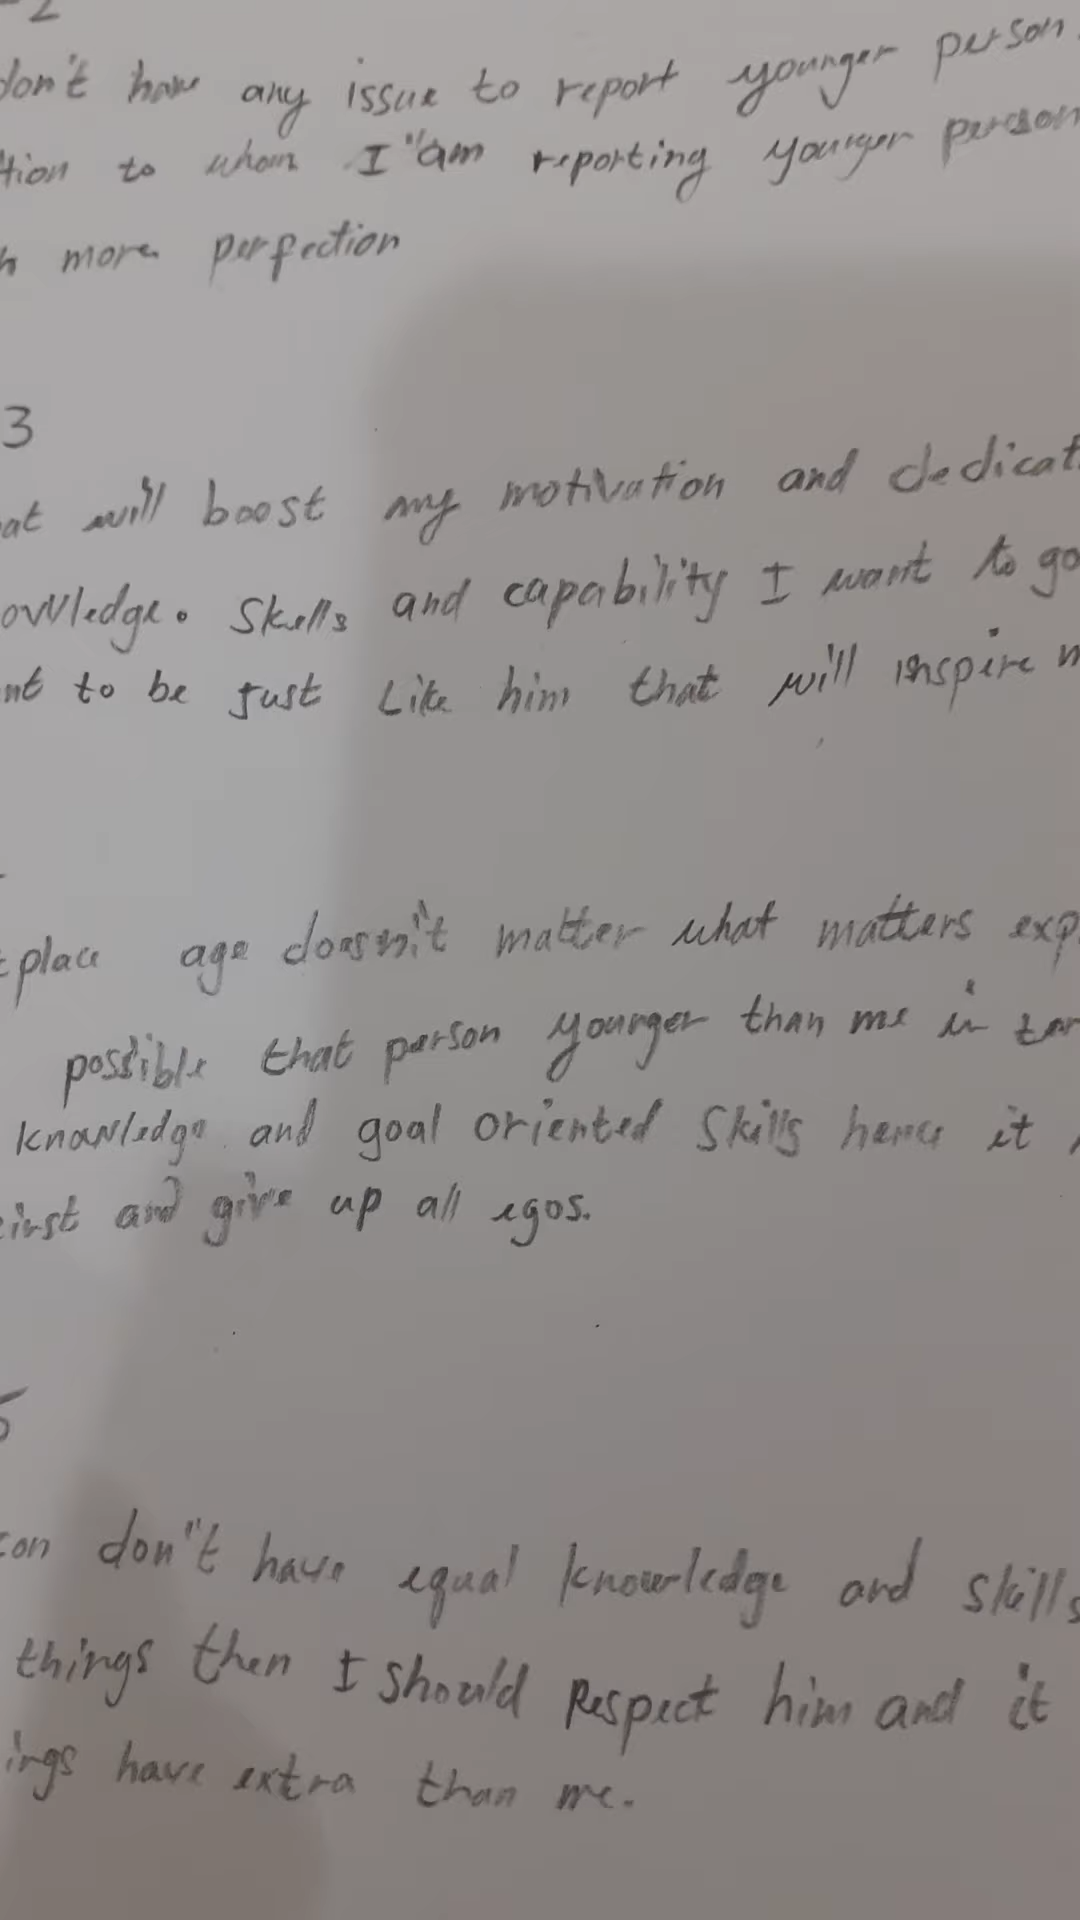 2
don't have any issue to report younger person
tion to whom I "am reporting younger person
h more perfection
3
at will boost my motivation and dedicat
owledge. Skills and capability I want to go
nt to be just Like him that will inspire m
place age doesn't matter what matters exp
possible that person younger than me in ter
knowledge and goal oriented Skills hence it
irst and give up all egos.
5
son don"t have equal knowledge and skills
things then I should Respect him and it
ings have extra than me.